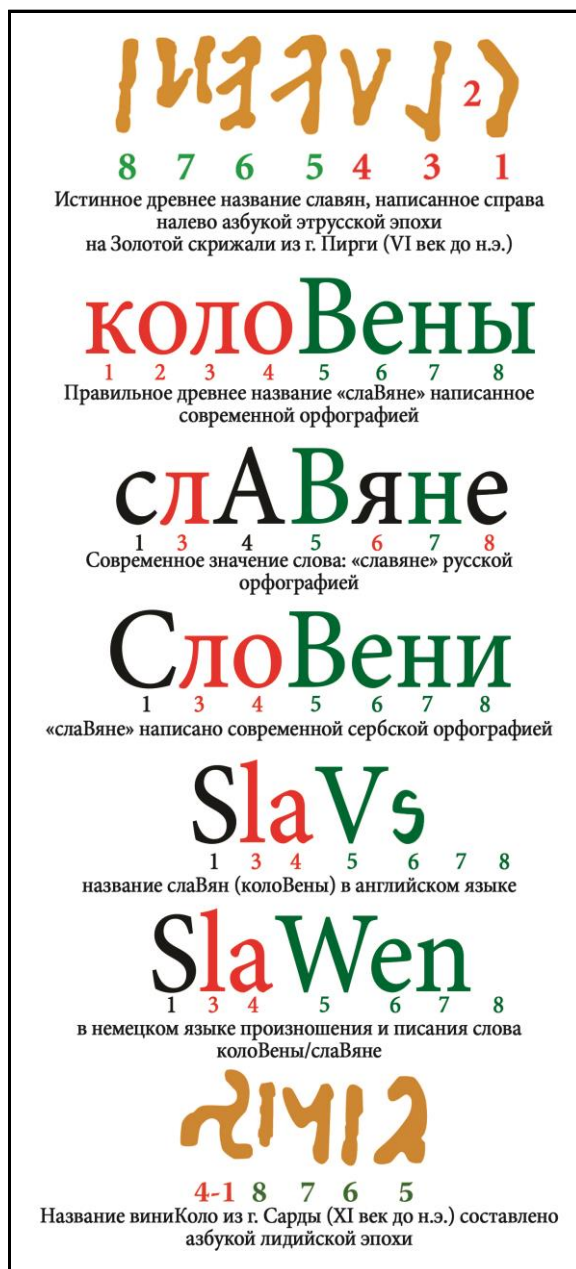 2
8 7 6 5 4 3 1
Истинное древнее название славян, написанное справа
налево азбукой этрусской эпохи
на Золотой скрижали из г. Пирги (VI век до н.э.)
колоВены
1 2 3 4 5 6 7 8
Правильное древнее название «слаВяне» написанное
современной орфографией
слАВяне
1 3 4 5 6 7 8
Современное значение слова: «славяне» русской
орфографией
СлоВени
1 3 4 5 6 7 8
«слаВяне» написано современной сербской орфографией
SlaVs
1 3 4 5 6 7 8
название слаВян (колоВены) в английском языке
SlaWen
1 3 4 5 6 7 8
в немецком языке произношения и писания слова
колоВены/слаВяне
4-1 8 7 6 5
Название виниКоло из г. Сарды (XI век до н.э.) составлено
азбукой лидийской эпохи